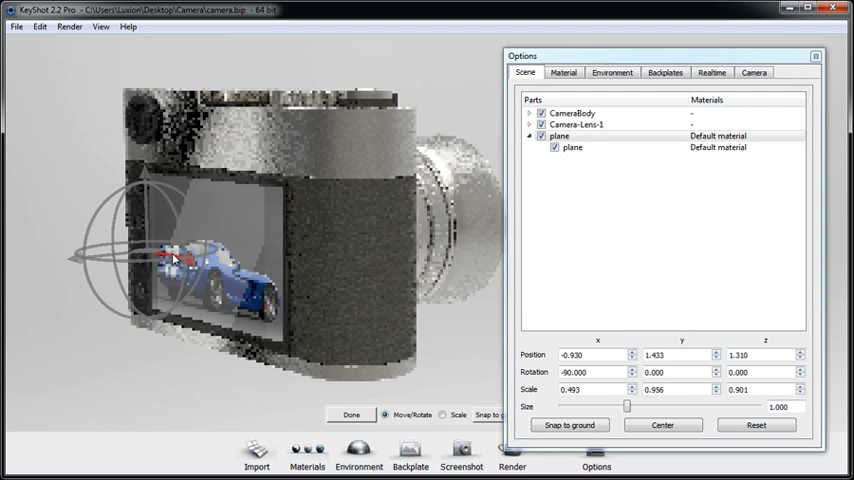 KeyShot 2.2 Pro - C:\Users\Luxion\Desktop\Camera\camera.bip - 64 bit
File Edit Render View Help
Options
Scene Material Environment Backplates Realtime Camera
Parts Materials
CameraBody -
Camera-Lens-1 -
plane Default material
plane Default material
x y z
Position -0.930 1.433 1.310
Rotation -90.000 0.000 0.000
Scale 0.493 0.956 0.901
Size 1.000
Done Move/Rotate Scale Snap to g
Snap to ground Center Reset
Import Materials Environment Backplate Screenshot Render Options